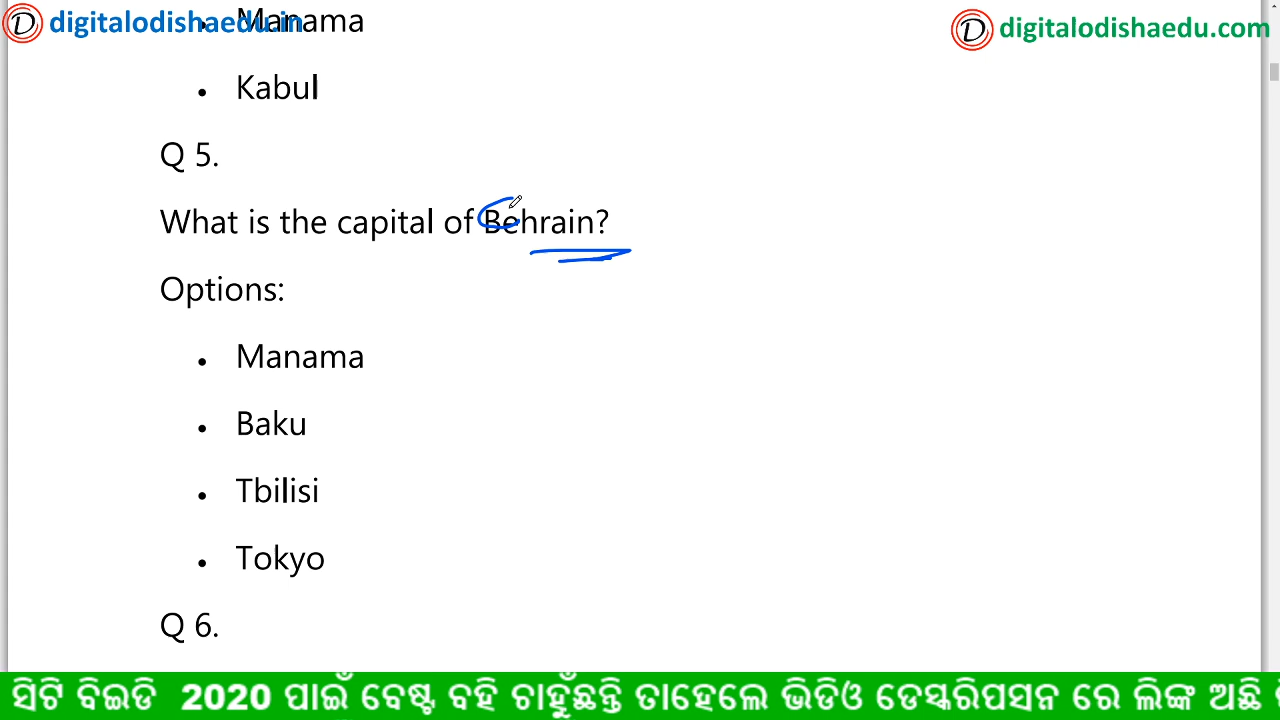 digitalodishaedu.in
digitalodishaedu.com
Manama
Kabul
Q 5.
What is the capital of Behrain?
Options:
Manama
Baku
Tbilisi
Tokyo
Q 6.
ସିଟି ବିଇଡି 2020 ପାଇଁ ବେଷ୍ଟ ବହି ଚାହୁଁଛନ୍ତି ତାହେଲେ ଭିଡିଓ ଡେସ୍କରିପସନ ରେ ଲିଙ୍କ ଅଛି